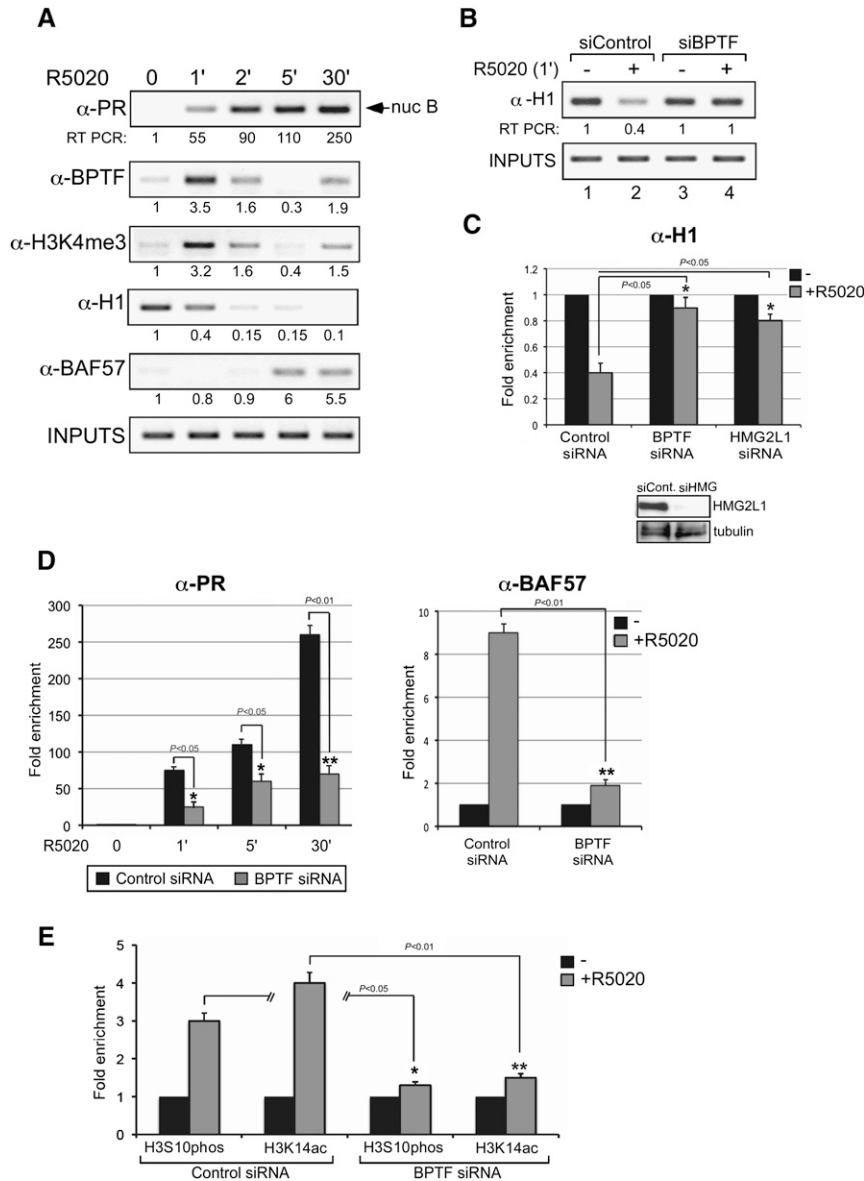 A
R5020 0 1' 2' 5' 30'
α-PR nuc B
RT PCR: 1 55 90 110 250
α-BPTF
1 3.5 1.6 0.3 1.9
α-H3K4me3
1 3.2 1.6 0.4 1.5
α-H1
1 0.4 0.15 0.15 0.1
α-BAF57
1 0.8 0.9 6 5.5
INPUTS
B
siControl siBPTF
R5020 (1') - + - +
α-H1
RT PCR: 1 0.4 1 1
INPUTS
1 2 3 4
C
α-H1
P<0.05
P<0.05
-
+R5020
* *
Fold enrichment
1.2
1
0.8
0.6
0.4
0.2
0
Control siRNA
BPTF siRNA
HMG2L1 siRNA
siCont. siHMG
HMG2L1
tubulin
D
α-PR
P<0.01
P<0.05
P<0.05
* * **
Fold enrichment
300
250
200
150
100
50
0
R5020 0 1' 5' 30'
Control siRNA BPTF siRNA
α-BAF57
P<0.01
-
+R5020
**
Fold enrichment
10
8
6
4
2
0
Control siRNA
BPTF siRNA
E
P<0.01
P<0.05
-
+R5020
* **
Fold enrichment
5
4
3
2
1
0
H3S10phos H3K14ac H3S10phos H3K14ac
Control siRNA BPTF siRNA